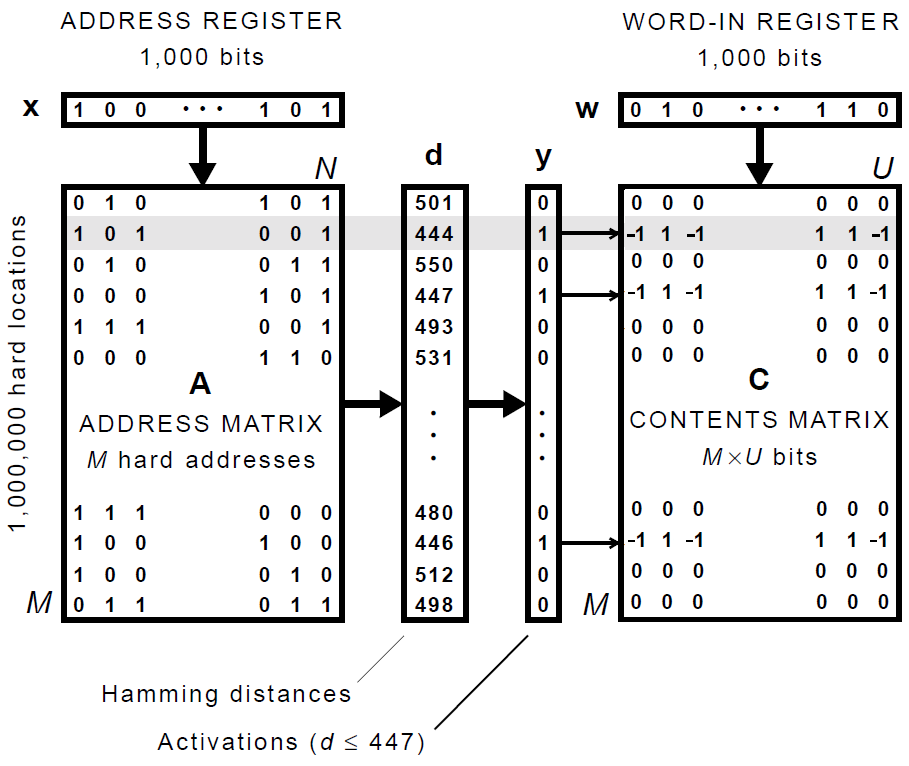 ADDRESS REGISTER
1,000 bits
WORD-IN REGISTER
1,000 bits
x
1 0 0 ··· 1 0 1
w
0 1 0 ··· 1 1 0
N
d
y
U
0 1 0 1 0 1 501 0 0 0 0 0 0 0
1 0 1 0 0 1 444 1 -1 1 -1 1 1 -1
0 1 0 0 1 1 550 0 0 0 0 0 0 0
0 0 0 1 0 1 447 1 -1 1 -1 1 1 -1
1 1 1 0 0 1 493 0 0 0 0 0 0 0
0 0 0 1 1 0 531 0 0 0 0 0 0 0
1,000,000 hard locations
A
ADDRESS MATRIX
M hard addresses
C
CONTENTS MATRIX
M×U bits
1 1 1 0 0 0 480 0 0 0 0 0 0 0
1 0 0 1 0 0 446 1 -1 1 -1 1 1 -1
1 0 0 0 1 0 512 0 0 0 0 0 0 0
M 0 1 1 0 1 1 498 0 M 0 0 0 0 0 0
Hamming distances
Activations (d ≤ 447)